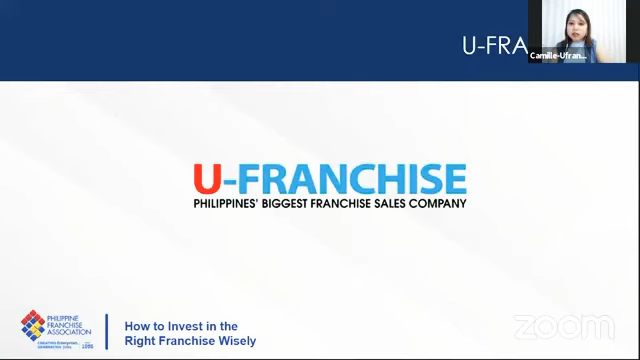 U-FRA
Camille-Ufran...
U-FRANCHISE
PHILIPPINES' BIGGEST FRANCHISE SALES COMPANY
PHILIPPINE
FRANCHISE
ASSOCIATION
How to Invest in the
Right Franchise Wisely
zoom